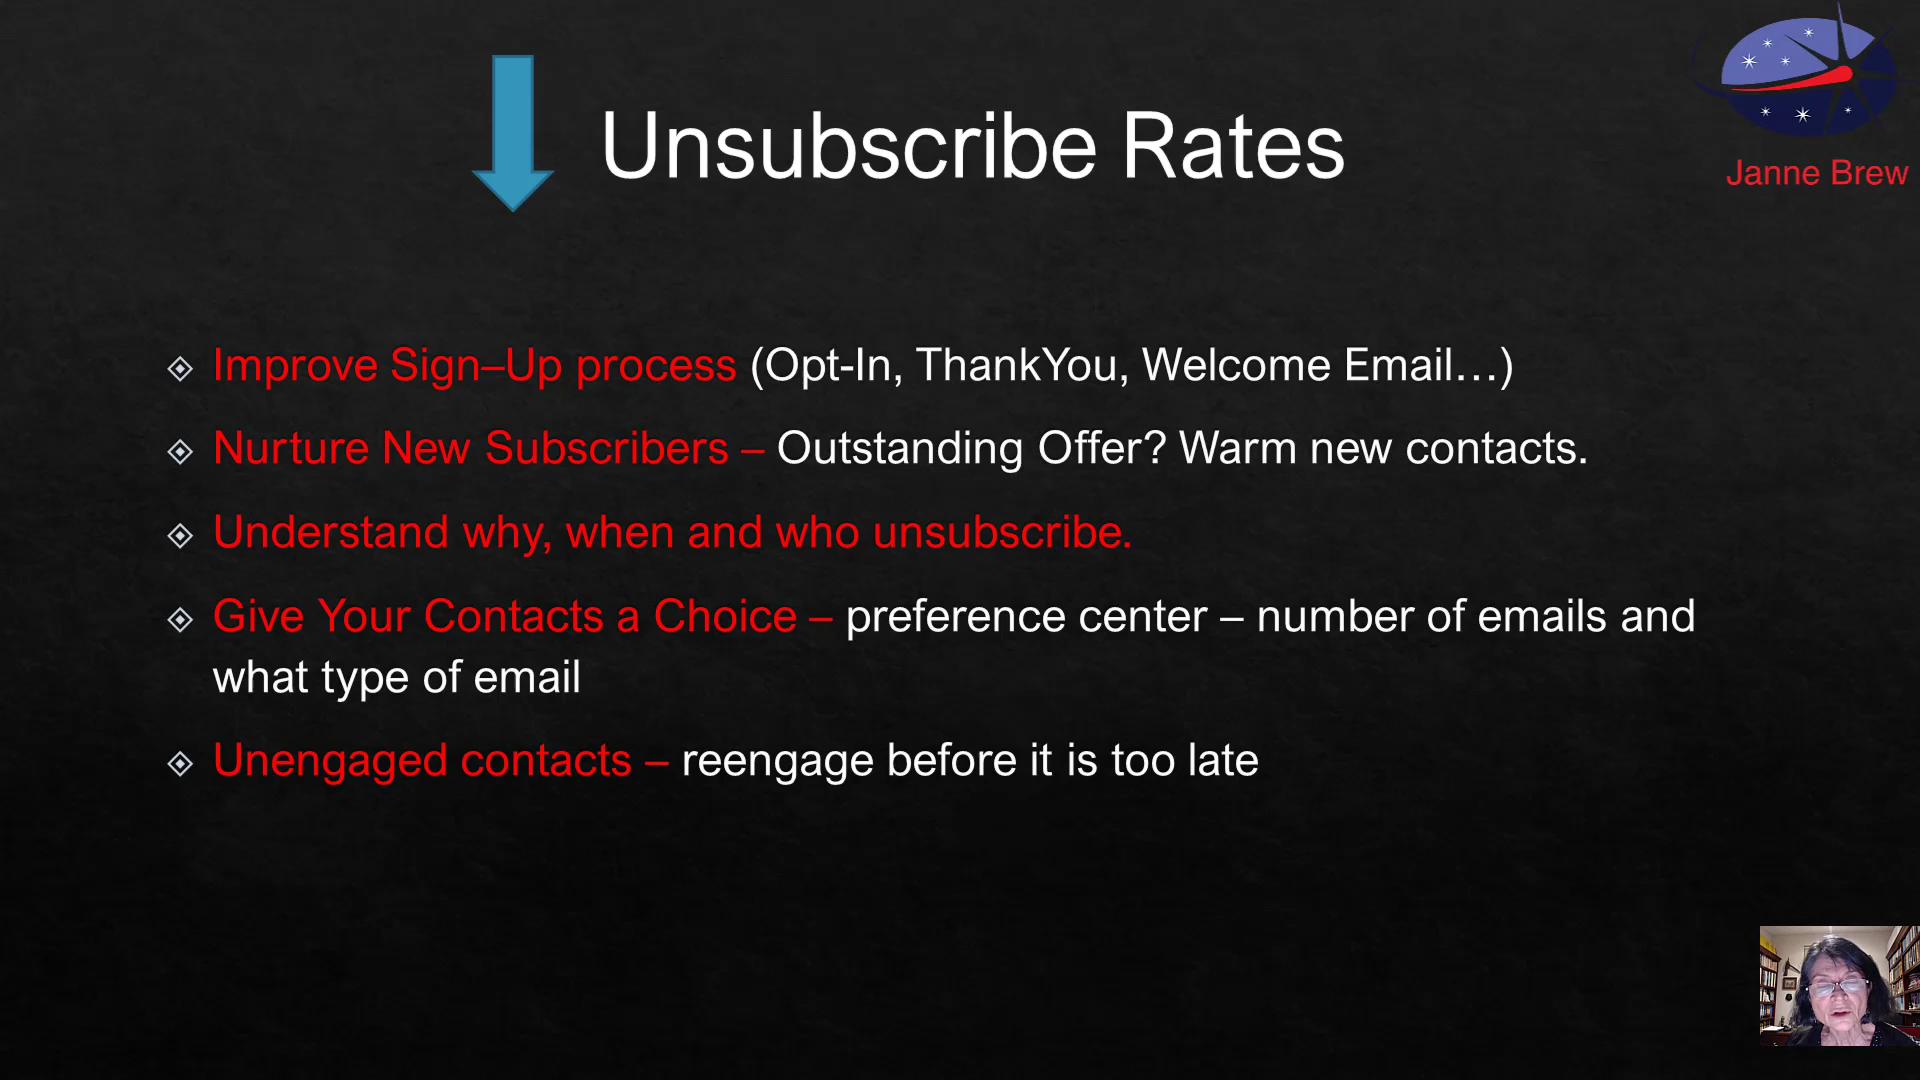 Unsubscribe Rates
Janne Brew
Improve Sign–Up process (Opt-In, ThankYou, Welcome Email…)
Nurture New Subscribers – Outstanding Offer? Warm new contacts.
Understand why, when and who unsubscribe.
Give Your Contacts a Choice – preference center – number of emails and
what type of email
Unengaged contacts – reengage before it is too late